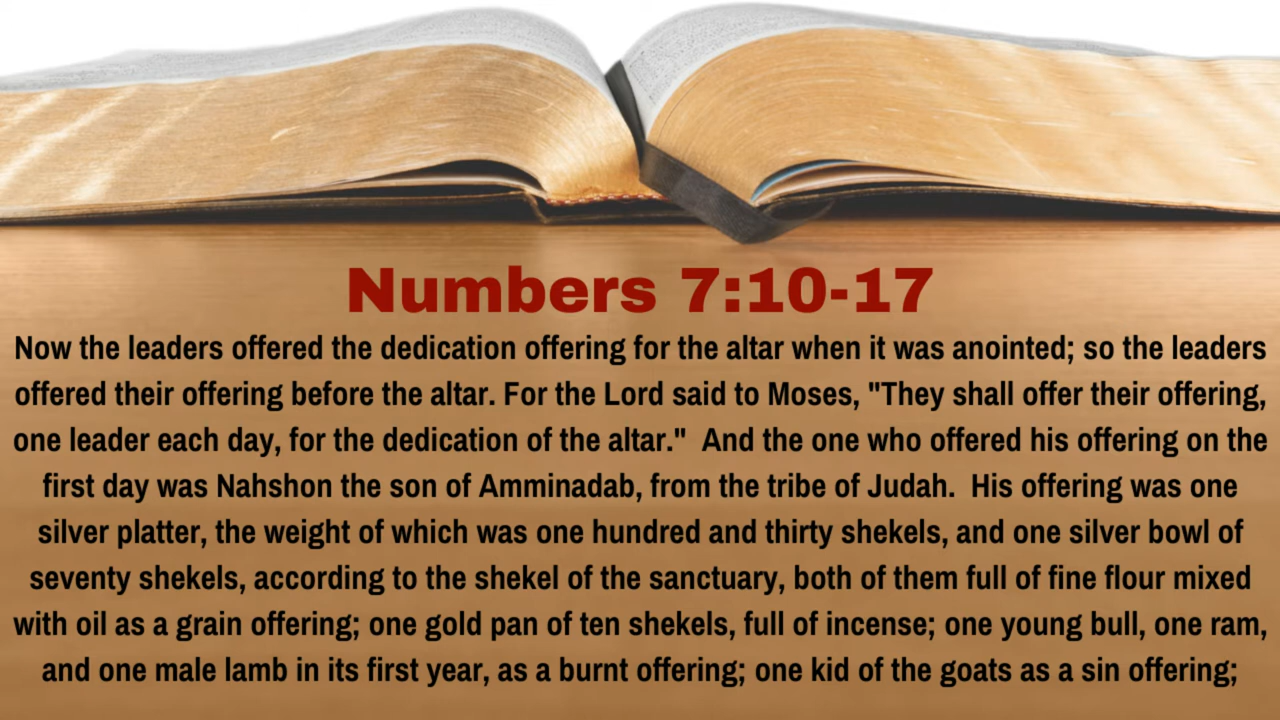 Numbers 7:10-17
Now the leaders offered the dedication offering for the altar when it was anointed; so the leaders
offered their offering before the altar. For the Lord said to Moses, "They shall offer their offering,
one leader each day, for the dedication of the altar."  And the one who offered his offering on the
first day was Nahshon the son of Amminadab, from the tribe of Judah.  His offering was one
silver platter, the weight of which was one hundred and thirty shekels, and one silver bowl of
seventy shekels, according to the shekel of the sanctuary, both of them full of fine flour mixed
with oil as a grain offering; one gold pan of ten shekels, full of incense; one young bull, one ram,
and one male lamb in its first year, as a burnt offering; one kid of the goats as a sin offering;